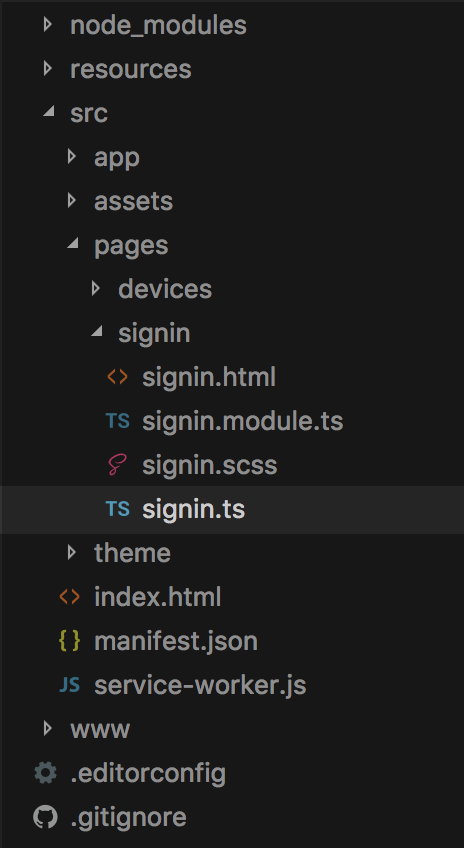 node_modules
resources
src
app
assets
pages
devices
signin
<> signin.html
TS signin.module.ts
signin.scss
TS signin.ts
theme
<> index.html
{} manifest.json
JS service-worker.js
www
.editorconfig
.gitignore